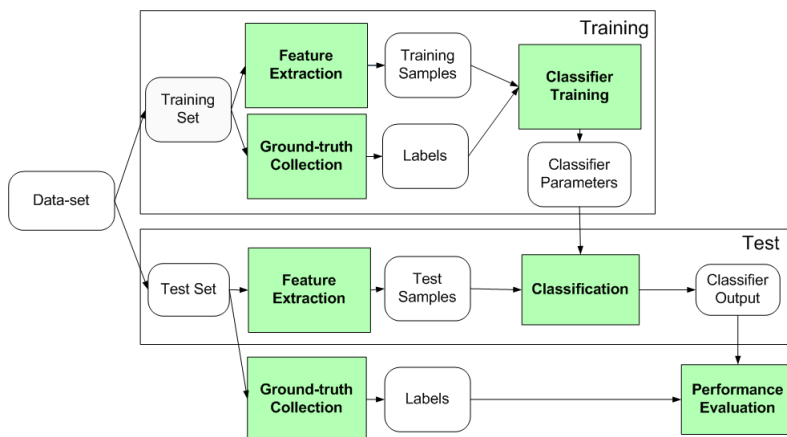 Training
Feature
Extraction
Training
Samples
Classifier
Training
Training
Set
Ground-truth
Collection
Labels
Classifier
Parameters
Data-set
Test
Test Set
Feature
Extraction
Test
Samples
Classification
Classifier
Output
Ground-truth
Collection
Labels
Performance
Evaluation